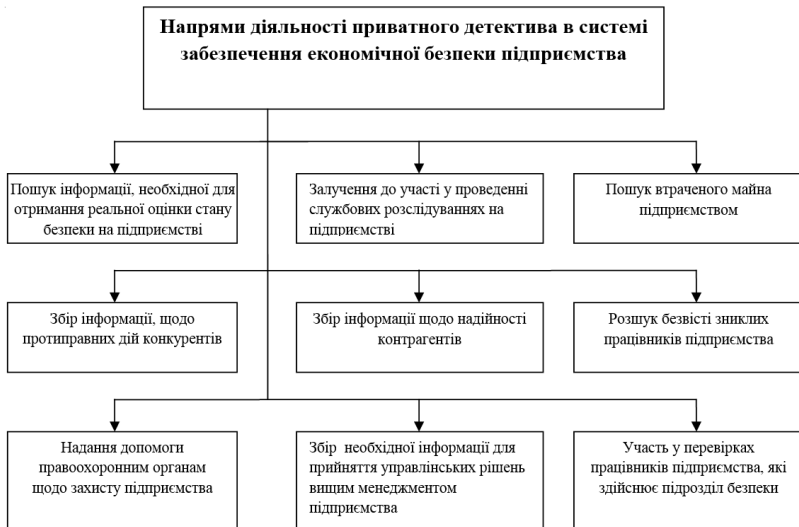 Напрями діяльності приватного детектива в системі
забезпечення економічної безпеки підприємства
Пошук інформації, необхідної для
отримання реальної оцінки стану
безпеки на підприємстві
Залучення до участі у проведенні
службових розслідуваннях на
підприємстві
Пошук втраченого майна
підприємством
Збір інформації, щодо
протиправних дій конкурентів
Збір інформації щодо надійності
контрагентів
Розшук безвісті зниклих
працівників підприємства
Надання допомоги
правоохоронним органам
щодо захисту підприємства
Збір необхідної інформації для
прийняття управлінських рішень
вищим менеджментом
підприємства
Участь у перевірках
працівників підприємства, які
здійснює підрозділ безпеки